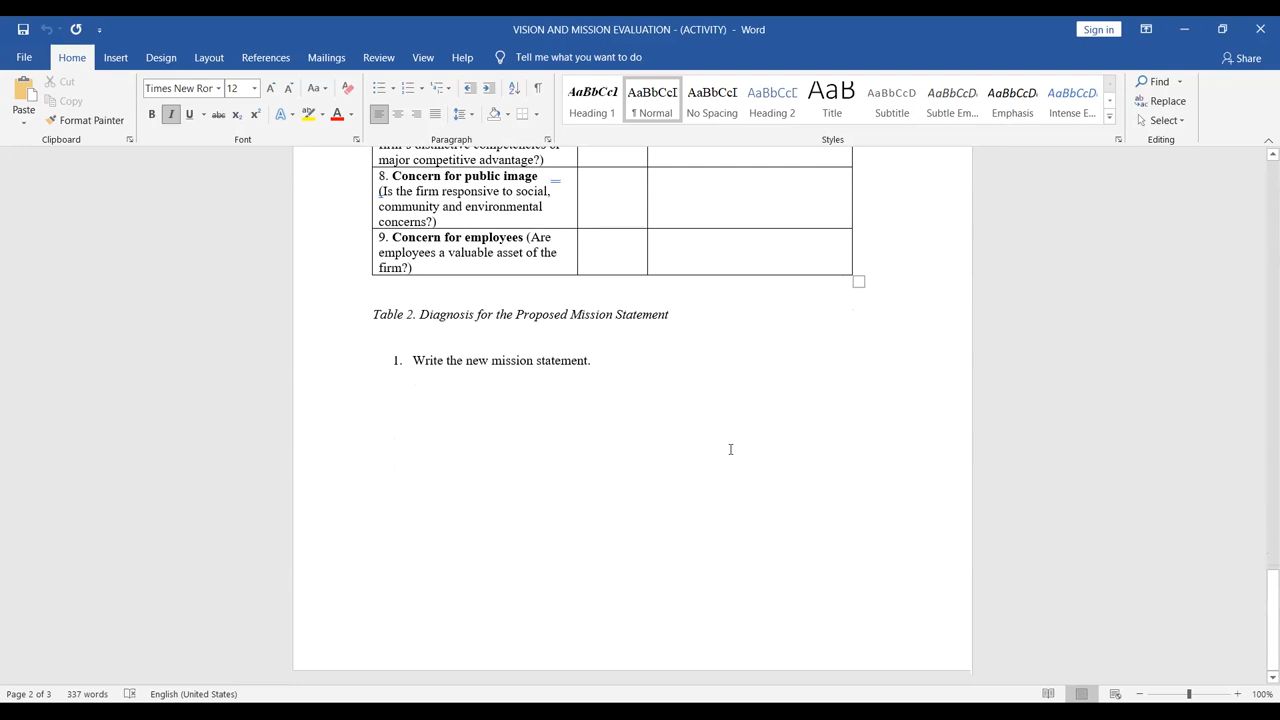 VISION AND MISSION EVALUATION - (ACTIVITY) - Word
Sign in
File Home Insert Design Layout References Mailings Review View Help Tell me what you want to do
Share
Paste
Cut
Copy
Format Painter
Clipboard
Times New Ror 12
Font
Paragraph
AaBbCcI Heading 1
AaBbCcI ¶ Normal
AaBbCcI No Spacing
AaBbCcI Heading 2
AaB Title
AaBbCcD Subtitle
AaBbCcD Subtle Em...
AaBbCcD Emphasis
AaBbCcD Intense E...
Styles
Find
Replace
Select
Editing
firm's distinctive competencies or
major competitive advantage?)
8. Concern for public image
(Is the firm responsive to social,
community and environmental
concerns?)
9. Concern for employees (Are
employees a valuable asset of the
firm?)
Table 2. Diagnosis for the Proposed Mission Statement
1. Write the new mission statement.
Page 2 of 3 337 words English (United States) 100%